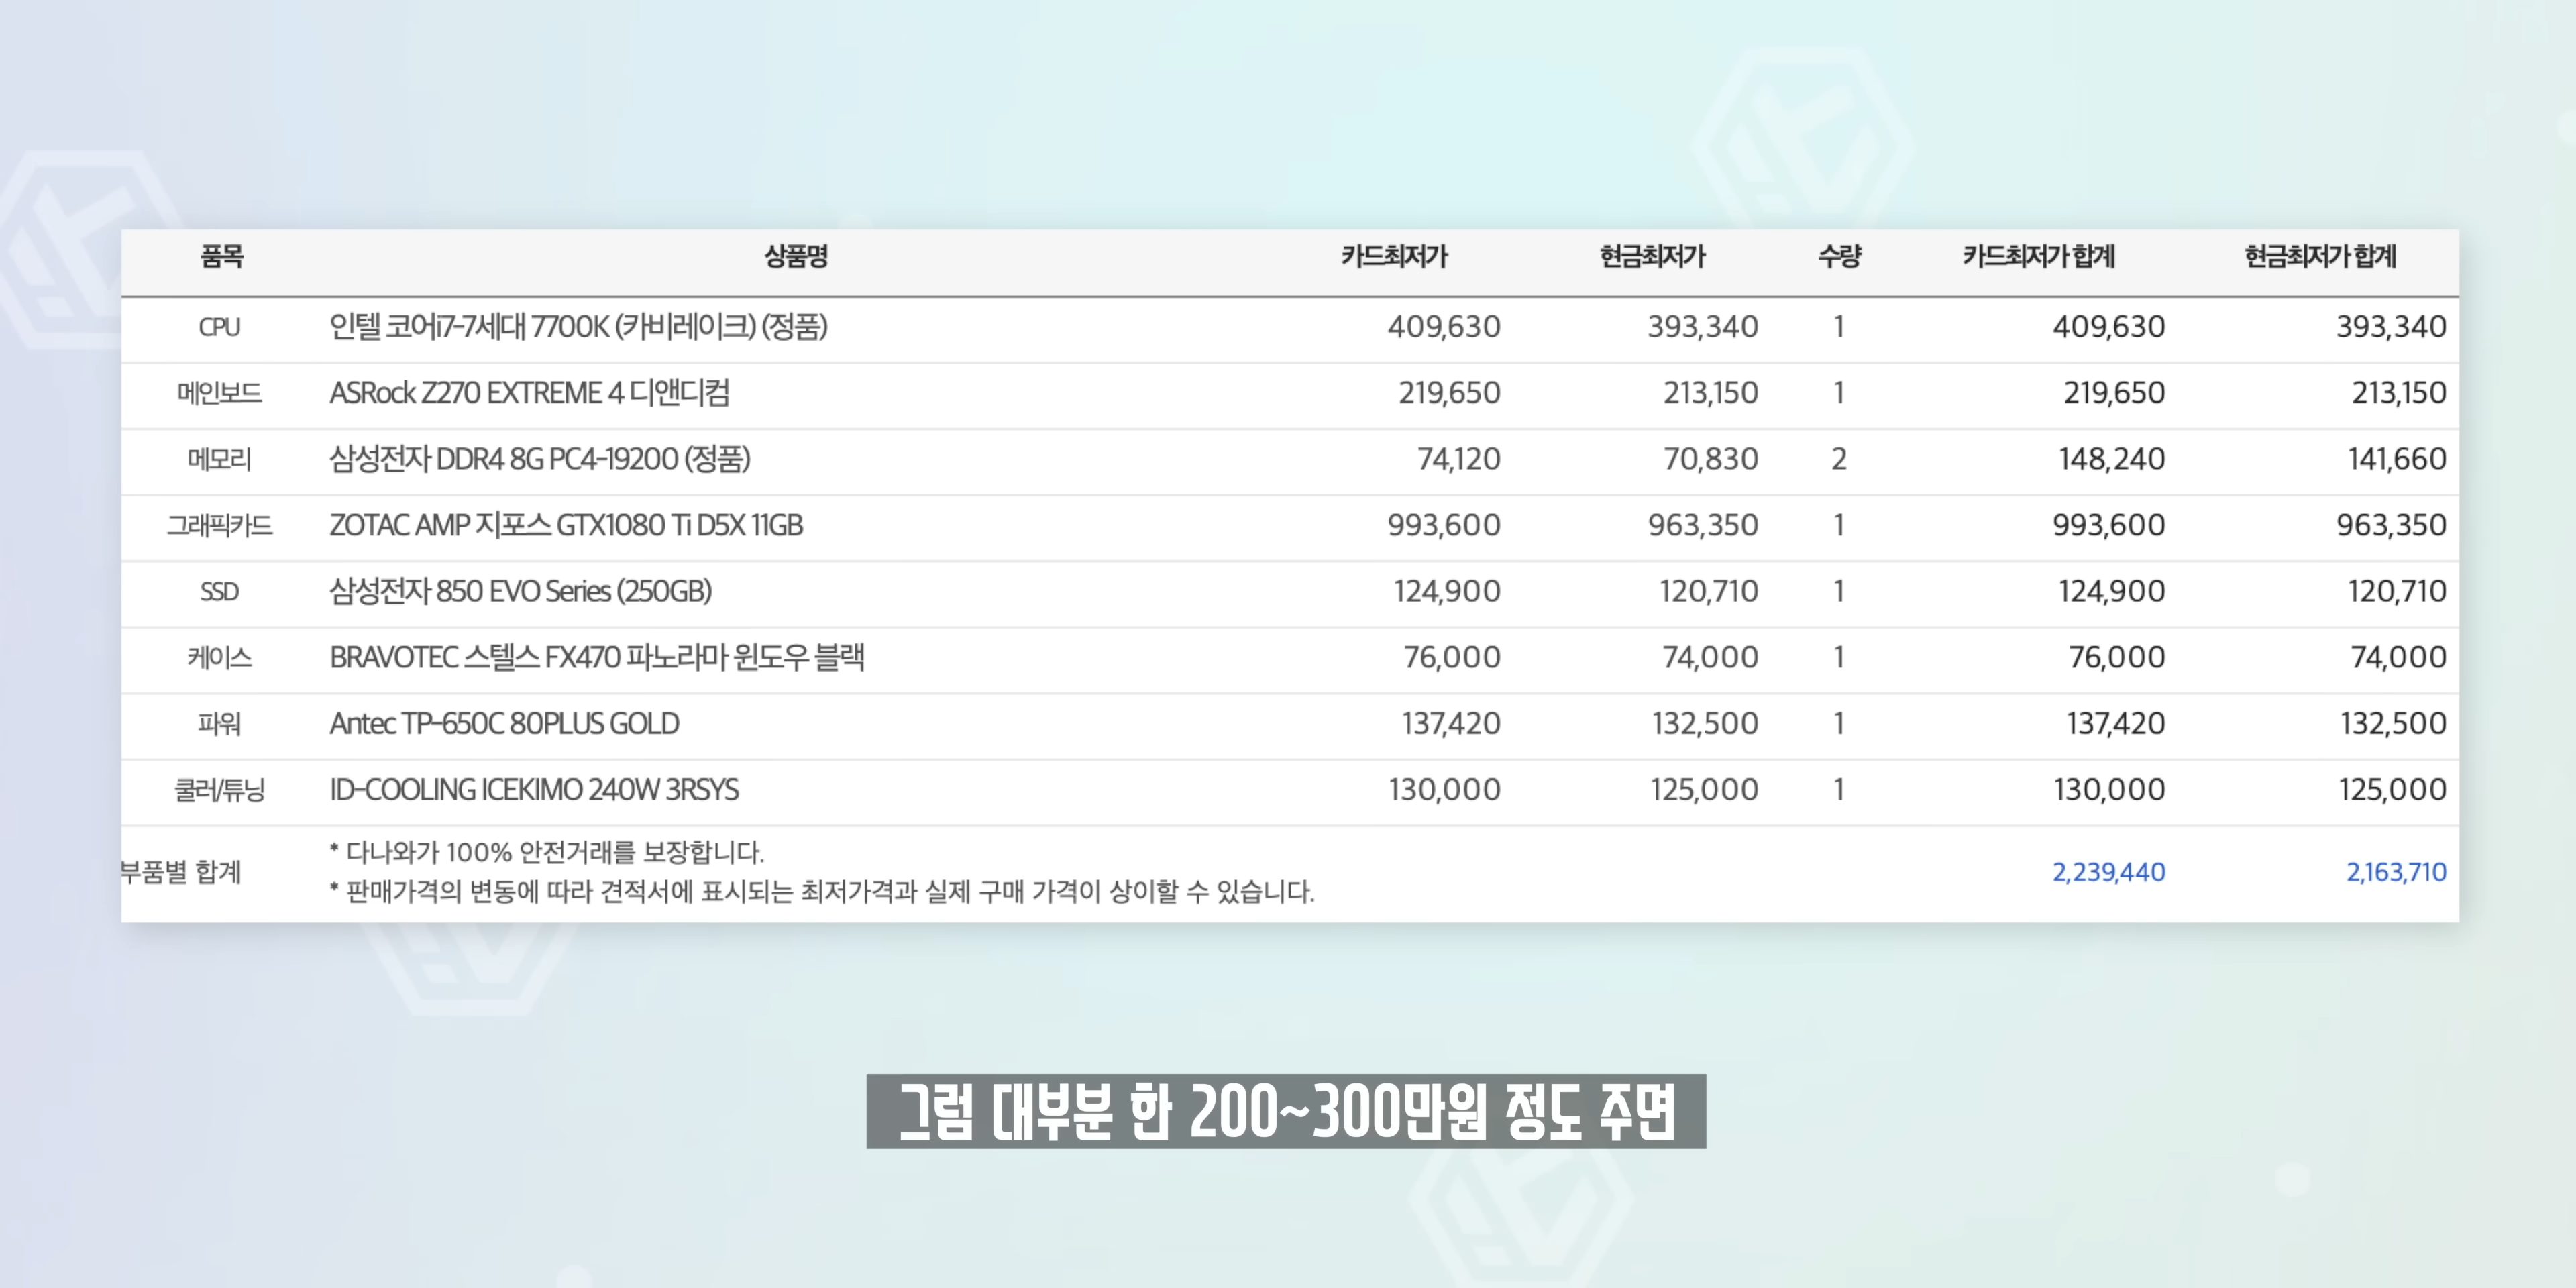 품목 상품명 카드최저가 현금최저가 수량 카드최저가 합계 현금최저가 합계
CPU 인텔 코어i7-7세대 7700K (카비레이크) (정품) 409,630 393,340 1 409,630 393,340
메인보드 ASRock Z270 EXTREME 4 디앤디컴 219,650 213,150 1 219,650 213,150
메모리 삼성전자 DDR4 8G PC4-19200 (정품) 74,120 70,830 2 148,240 141,660
그래픽카드 ZOTAC AMP 지포스 GTX1080 Ti D5X 11GB 993,600 963,350 1 993,600 963,350
SSD 삼성전자 850 EVO Series (250GB) 124,900 120,710 1 124,900 120,710
케이스 BRAVOTEC 스텔스 FX470 파노라마 윈도우 블랙 76,000 74,000 1 76,000 74,000
파워 Antec TP-650C 80PLUS GOLD 137,420 132,500 1 137,420 132,500
쿨러/튜닝 ID-COOLING ICEKIMO 240W 3RSYS 130,000 125,000 1 130,000 125,000
* 다나와가 100% 안전거래를 보장합니다.
부품별 합계 2,239,440 2,163,710
* 판매가격의 변동에 따라 견적서에 표시되는 최저가격과 실제 구매 가격이 상이할 수 있습니다.
그럼 대부분 한 200~300만원 정도 주면